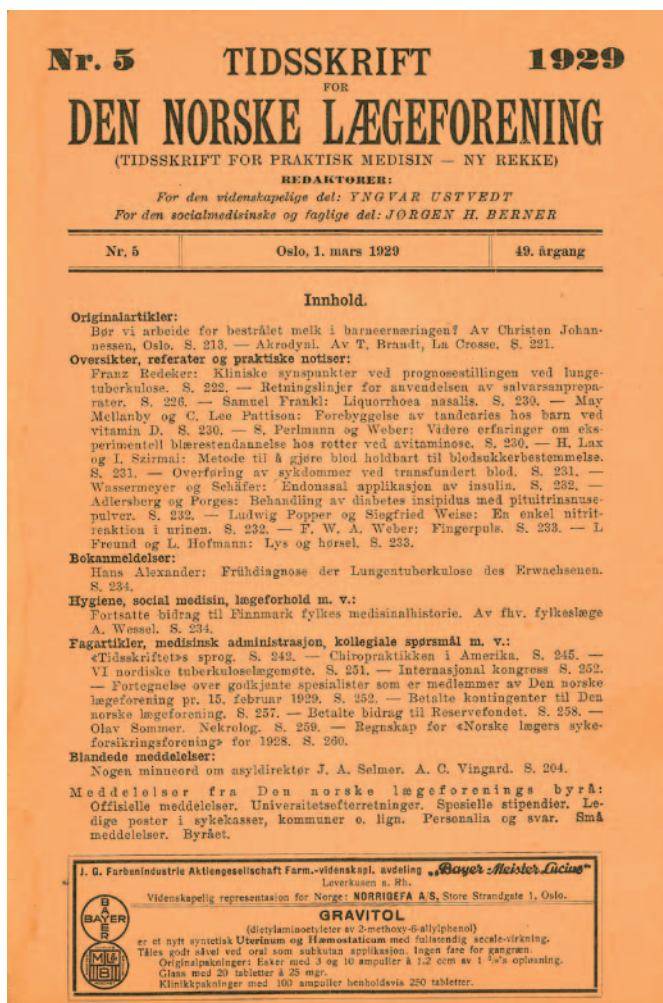 Nr. 5 TIDSSKRIFT 1929
FOR
DEN NORSKE LÆGEFORENING
(TIDSSKRIFT FOR PRAKTISK MEDISIN — NY REKKE)
REDAKTORER:
For den videnskapelige del: YNGVAR USTVEDT
For den socialmedisinske og faglige del: JØRGEN H. BERNER
Nr. 5 Oslo, 1. mars 1929 49. årgang
Innhold.
Originalartikler:
Bør vi arbeide for bestrålet melk i barneernæringen? Av Christen Johan-
nessen, Oslo. S. 213. — Akrodyni. Av T. Brandt, La Crosse. S. 221.
Oversikter, referater og praktiske notiser:
Franz Redeker: Kliniske synspunkter ved prognosestillingen ved lunge-
tuberkulose. S. 222. — Retningslinjer for anvendelsen av salvarsanprepa-
rater. S. 226. — Samuel Frankl: Liquorrhoea nasalis. S. 230. — May
Mellanby og C. Lee Pattison: Forebyggelse av tandcaries hos barn ved
vitamin D. S. 230. — S. Perlmann og Weber: Videre erfaringer om eks-
perimentell blærestendannelse hos rotter ved avitaminose. S. 230. — H. Lax
og I. Szirmai: Metode til å gjøre blod holdbart til blodsukkerbestemmelse.
S. 231. — Overføring av sykdommer ved transfundert blod. S. 231. —
Wassermeyer og Schäfer: Endonasal applikasjon av insulin. S. 232. —
Adlersberg og Porges: Behandling av diabetes insipidus med pituitrinsnuse-
pulver. S. 232. — Ludwig Popper og Siegfried Weise: En enkel nitrit-
reaktion i urinen. S. 232. — F. W. A. Weber: Fingerpuls. S. 233. — L
Freund og L. Hofmann: Lys og hørsel. S. 233.
Bokanmeldelser:
Hans Alexander: Frühdiagnose der Lungentuberkulose des Erwachsenen.
S. 234.
Hygiene, social medisin, lægeforhold m. v.:
Fortsatte bidrag til Finnmark fylkes medisinalhistorie. Av fhv. fylkeslæge
A. Wessel. S. 234.
Fagartikler, medisinsk administrasjon, kollegiale spørsmål m. v.:
«Tidsskriftet»s sprog. S. 242. — Chiropraktikken i Amerika. S. 245. —
VI nordiske tuberkuloselægemøte. S. 251. — Internasjonal kongress S. 252.
— Fortegnelse over godkjente spesialister som er medlemmer av Den norske
lægeforening pr. 15. februar 1929. S. 252. — Betalte kontingenter til Den
norske lægeforening. S. 257. — Betalte bidrag til Reservefondet. S. 258. —
Olav Sommer. Nekrolog. S. 259. — Regnskap for «Norske lægers syke-
forsikringsforening» for 1928. S. 260.
Blandede meddelelser:
Nogen minneord om asyldirektør J. A. Selmer. A. C. Vingard. S. 204.
Meddelelser fra Den norske lægeforenings byrå:
Offisielle meddelelser. Universitetsefterretninger. Spesielle stipendier. Le-
dige poster i sykekasser, kommuner o. lign. Personalia og svar. Små
meddelelser. Byrået.
J. G. Farbenindustrie Aktiengesellschaft Farm.-videnskapl. avdeling „Bayer-Meister Lucius“
Leverkusen a. Rh.
Videnskapelig representasjon for Norge: NORRIGEFA A/S, Store Strandgate 1, Oslo.
BAYER
BAYER
GRAVITOL
(dietylaminoetyleter av 2-methoxy-6-allylphenol)
er et nytt syntetisk Uterinum og Hæmostaticum med fullstendig secale-virkning.
Tåles godt såvel ved oral som subkutan applikasjon. Ingen fare for gangræn.
Originalpakninger: Esker med 3 og 10 ampuller à 1.2 ccm av 1 opløsning.
Glass med 20 tabletter à 25 mgr.
Klinikkpakninger med 100 ampuller henholdsvis 250 tabletter.